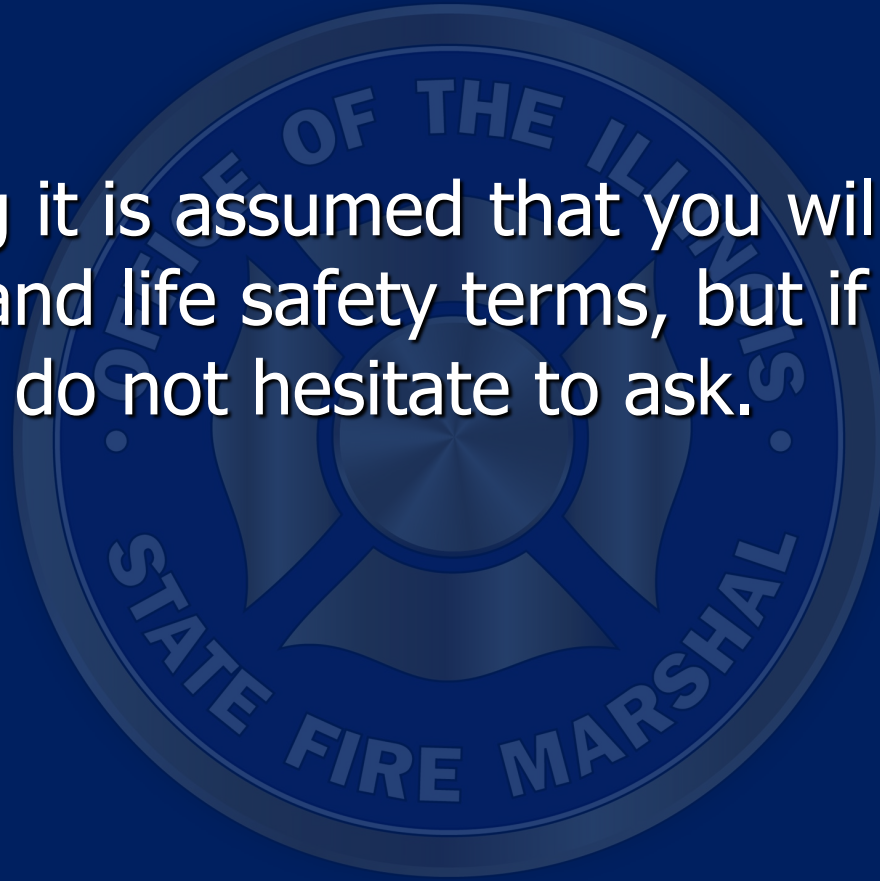 it is assumed that you wil
and life safety terms, but if
do not hesitate to ask.
OFFICE OF THE ILLINOIS
STATE FIRE MARSHAL